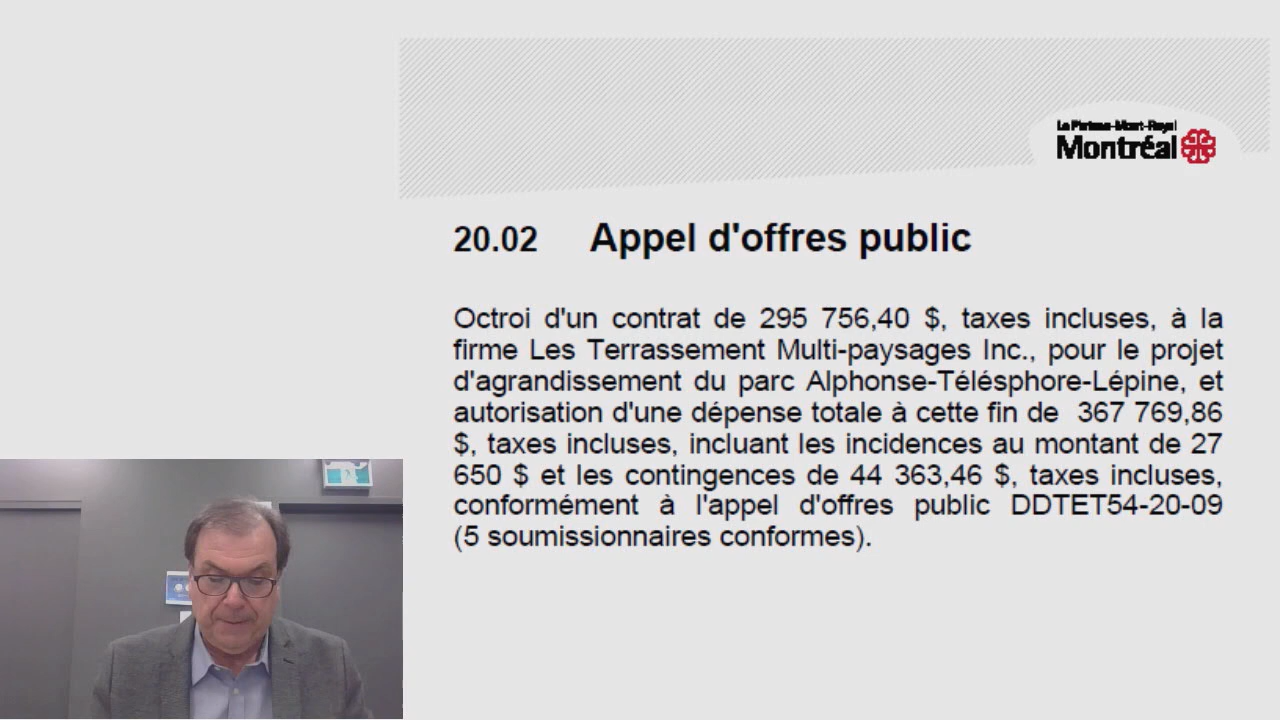 Le Plateau-Mont-Royal
Montréal
20.02 Appel d'offres public
Octroi d'un contrat de 295 756,40 $, taxes incluses, à la
firme Les Terrassement Multi-paysages Inc., pour le projet
d'agrandissement du parc Alphonse-Télésphore-Lépine, et
autorisation d'une dépense totale à cette fin de 367 769,86
$, taxes incluses, incluant les incidences au montant de 27
650 $ et les contingences de 44 363,46 $, taxes incluses,
conformément à l'appel d'offres public DDTET54-20-09
(5 soumissionnaires conformes).